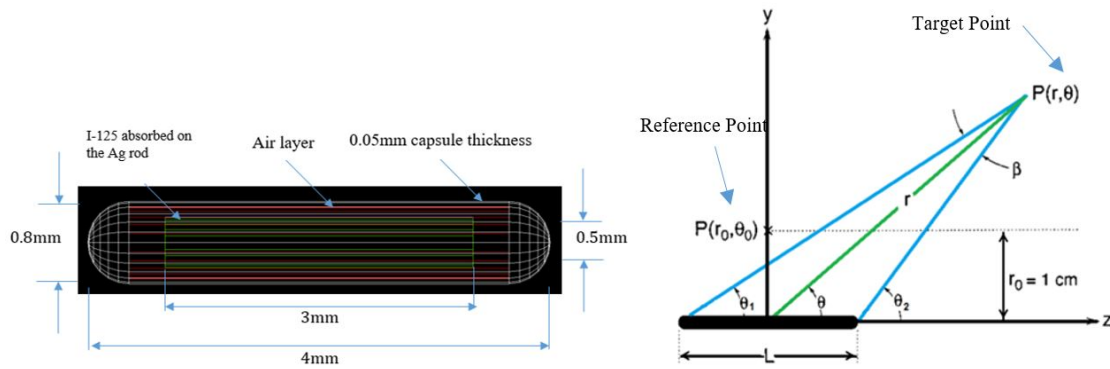 I-125 absorbed on
the Ag rod
Air layer
0.05mm capsule thickness
0.8mm
0.5mm
3mm
4mm
y
Target Point
P(r,θ)
Reference Point
β
r
P(r₀,θ₀)
r₀ = 1 cm
θ₁
θ
θ₂
z
L